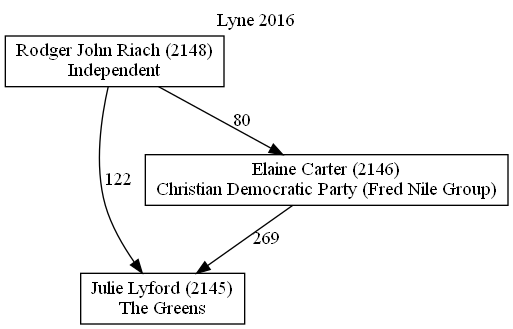 Lyne 2016
Rodger John Riach (2148)
Independent
80
Elaine Carter (2146)
Christian Democratic Party (Fred Nile Group)
122
269
Julie Lyford (2145)
The Greens